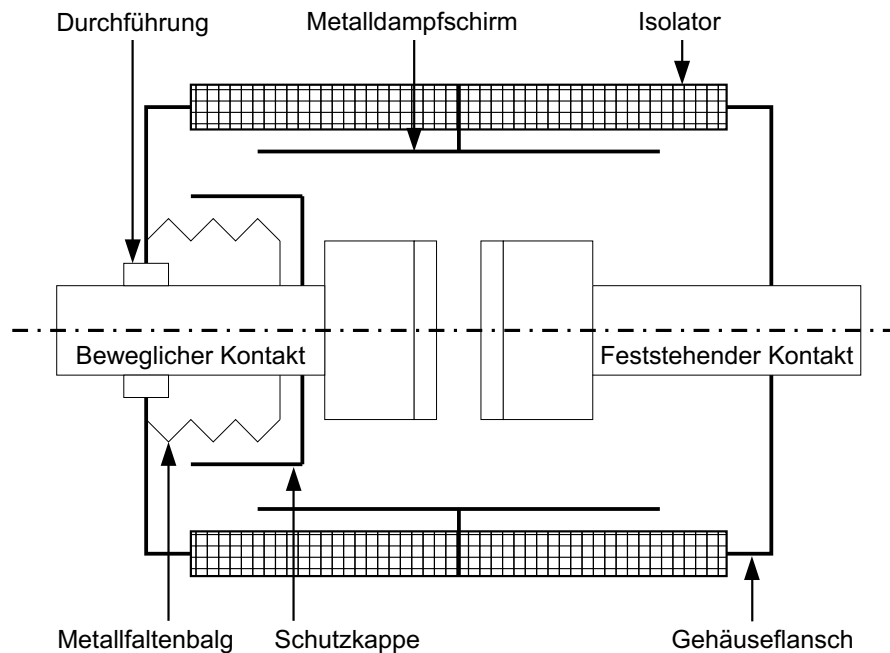 Durchführung
Metalldampfschirm
Isolator
Beweglicher Kontakt
Feststehender Kontakt
Metallfaltenbalg
Schutzkappe
Gehäuseflansch